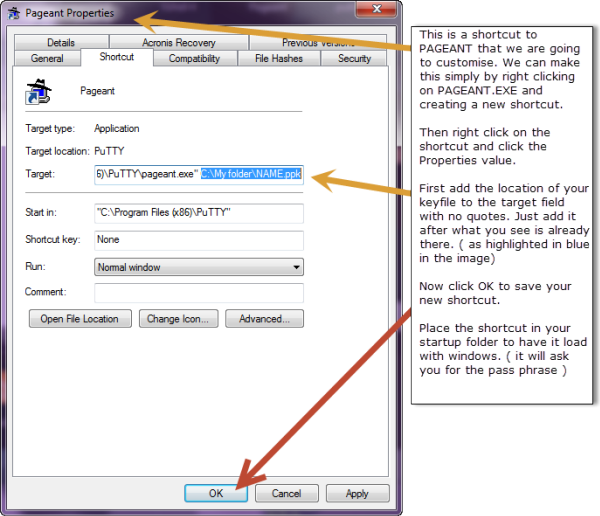 Pageant Properties
Details Acronis Recovery Previous Versions
General Shortcut Compatibility File Hashes Security
Pageant
Target type: Application
Target location: PuTTY
Target: 6)\PuTTY\pageant.exe" C:\My folder\NAME.ppk
Start in: "C:\Program Files (x86)\PuTTY"
Shortcut key: None
Run: Normal window
Comment:
Open File Location Change Icon... Advanced...
OK Cancel Apply
This is a shortcut to
PAGEANT that we are going
to customise. We can make
this simply by right clicking
on PAGEANT.EXE and
creating a new shortcut.
Then right click on the
shortcut and click the
Properties value.
First add the location of your
keyfile to the target field
with no quotes. Just add it
after what you see is already
there. ( as highlighted in blue
in the image)
Now click OK to save your
new shortcut.
Place the shortcut in your
startup folder to have it load
with windows. ( it will ask
you for the pass phrase )